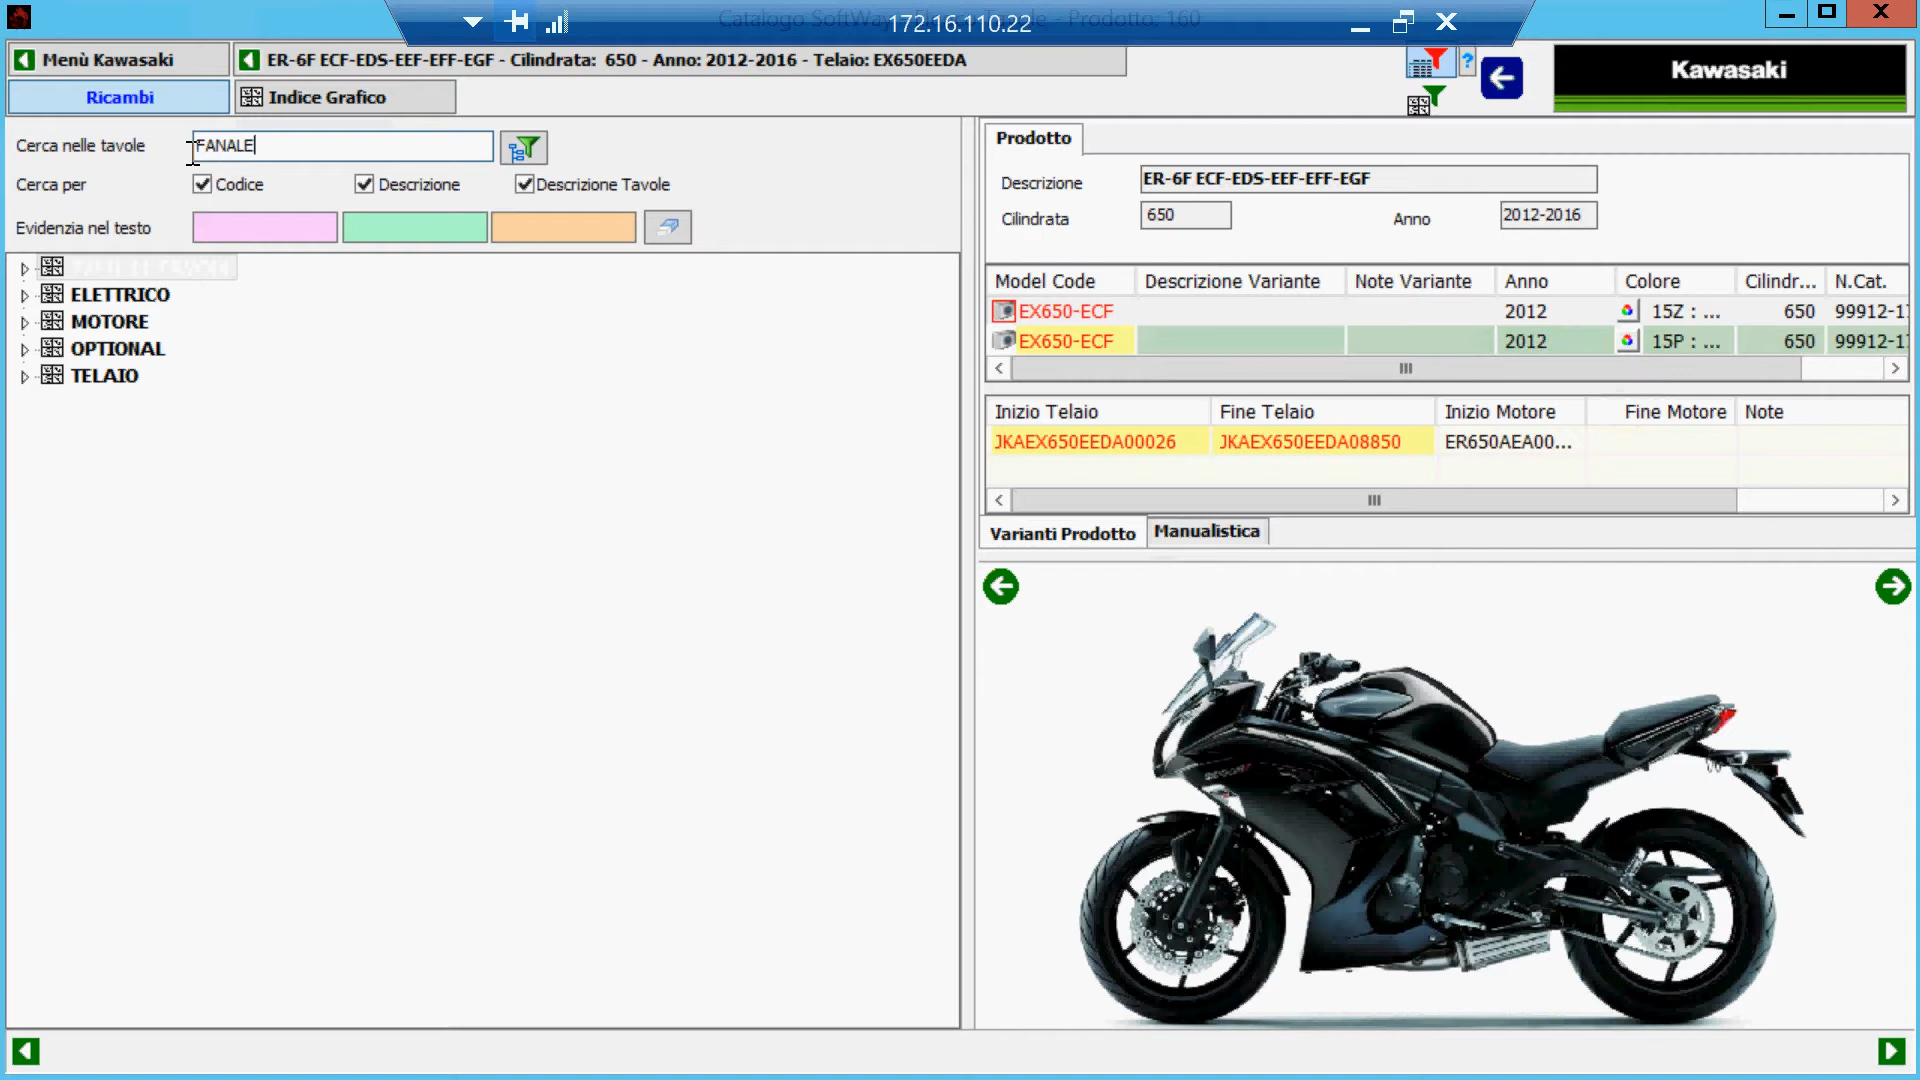 172.16.110.22
Menù Kawasaki
ER-6F ECF-EDS-EEF-EFF-EGF - Cilindrata: 650 - Anno: 2012-2016 - Telaio: EX650EEDA
?
Kawasaki
Ricambi
Indice Grafico
Cerca nelle tavole
FANALE
Cerca per
Codice
Descrizione
Descrizione Tavole
Evidenzia nel testo
ELETTRICO
MOTORE
OPTIONAL
TELAIO
Prodotto
Descrizione
ER-6F ECF-EDS-EEF-EFF-EGF
Cilindrata
650
Anno
2012-2016
Model Code Descrizione Variante Note Variante Anno Colore Cilindr... N.Cat.
EX650-ECF 2012 15Z : ... 650 99912-1
EX650-ECF 2012 15P : ... 650 99912-1
Inizio Telaio Fine Telaio Inizio Motore Fine Motore Note
JKAEX650EEDA00026 JKAEX650EEDA08850 ER650AEA00...
Varianti Prodotto
Manualistica